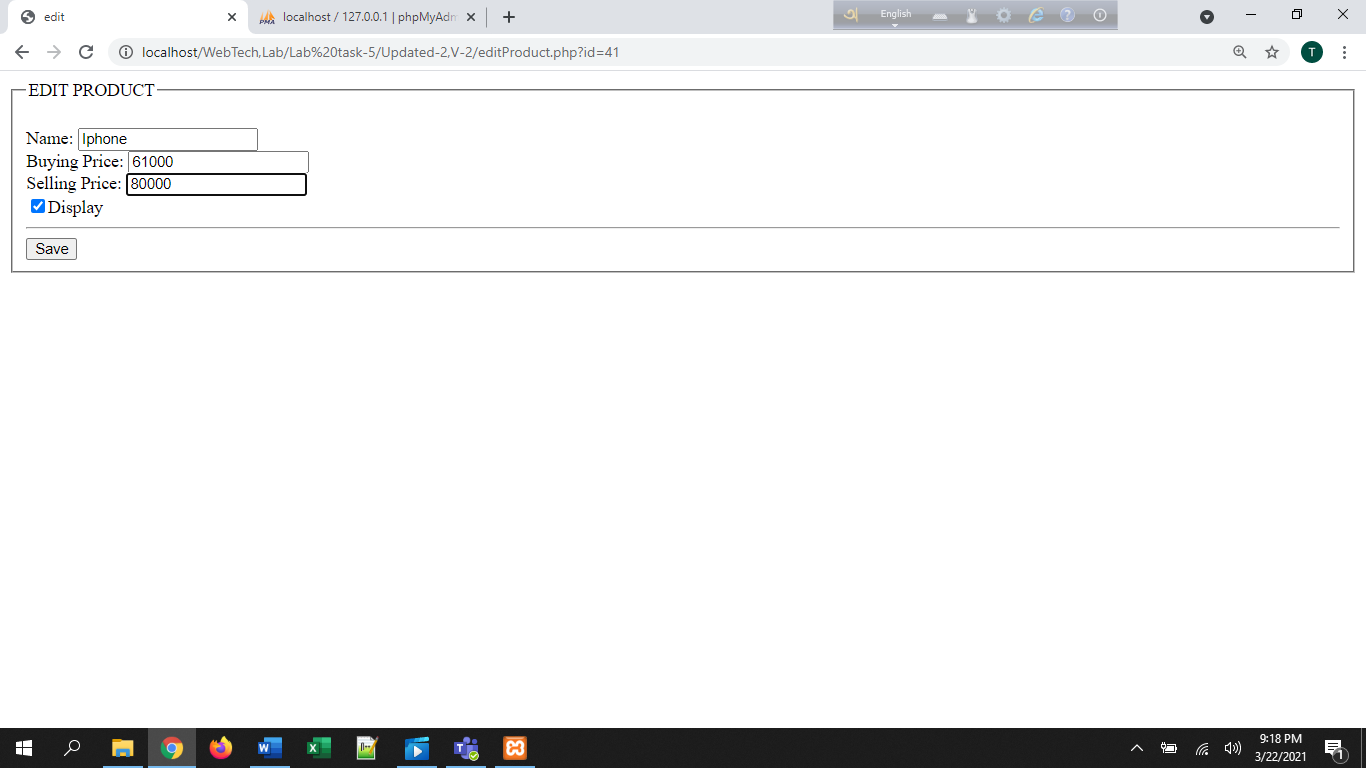 edit
localhost / 127.0.0.1 | phpMyAdm
English
localhost/WebTech,Lab/Lab%20task-5/Updated-2,V-2/editProduct.php?id=41
T
EDIT PRODUCT
Name: Iphone
Buying Price: 61000
Selling Price: 80000
Display
Save
9:18 PM
3/22/2021
1